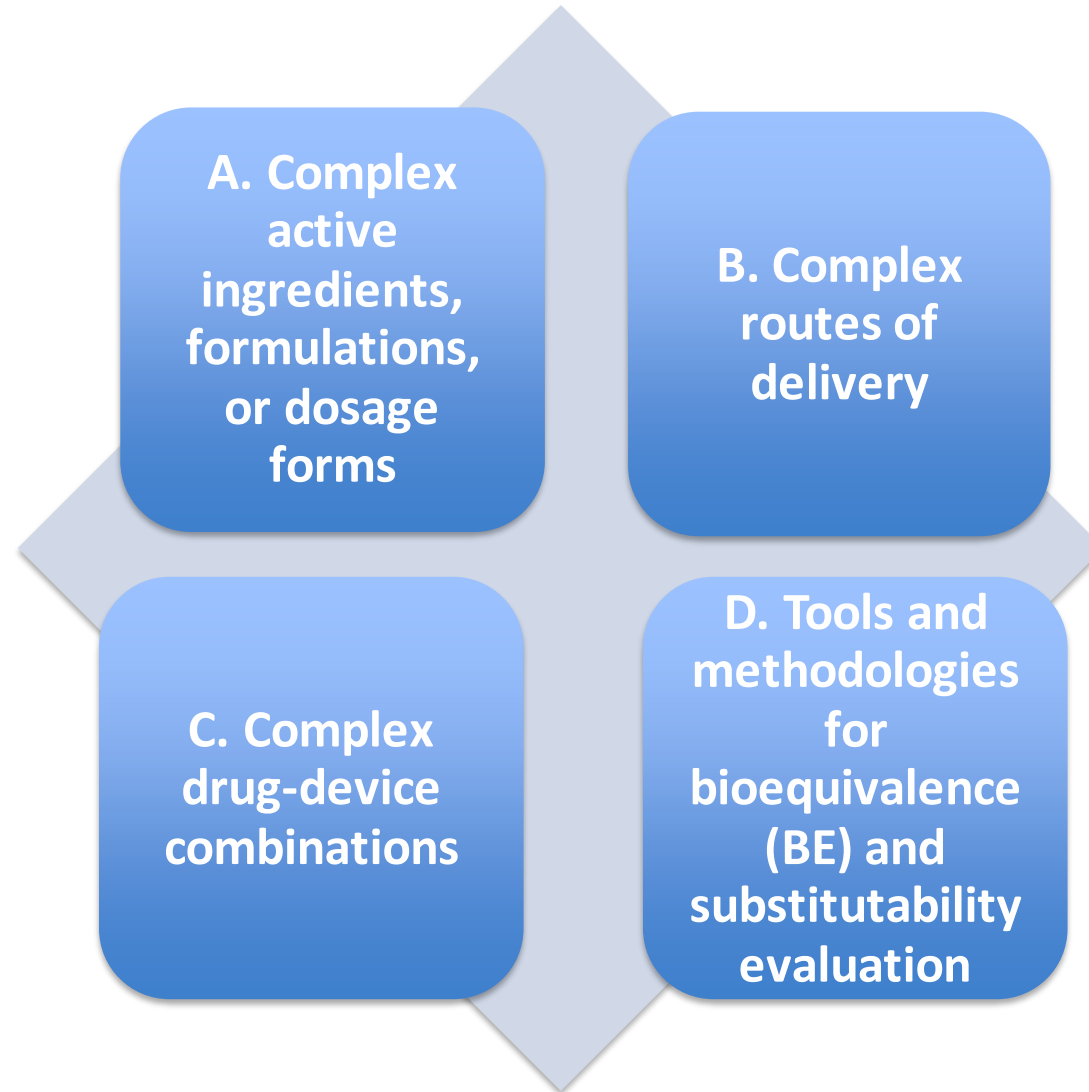 A. Complex
active
ingredients,
formulations,
or dosage
forms
B. Complex
routes of
delivery
C. Complex
drug-device
combinations
D. Tools and
methodologies
for
bioequivalence
(BE) and
substitutability
evaluation